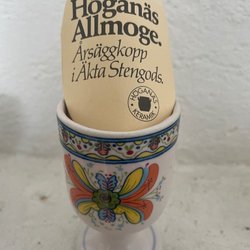 Höganäs
Allmoge.
Årsäggkopp
i Äkta Stengods.
HÖGANÄS
KERAMIK